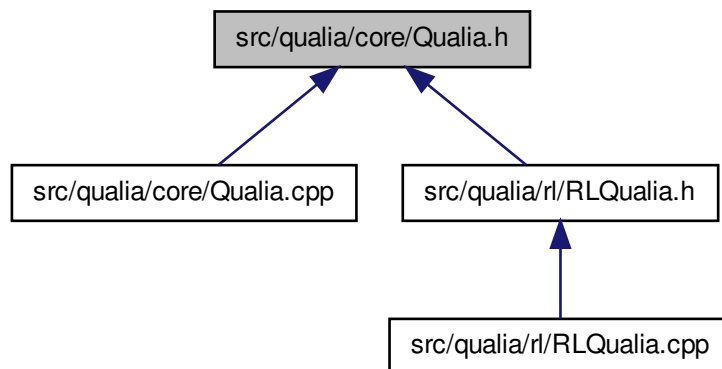 src/qualia/core/Qualia.h
src/qualia/core/Qualia.cpp
src/qualia/rl/RLQualia.h
src/qualia/rl/RLQualia.cpp